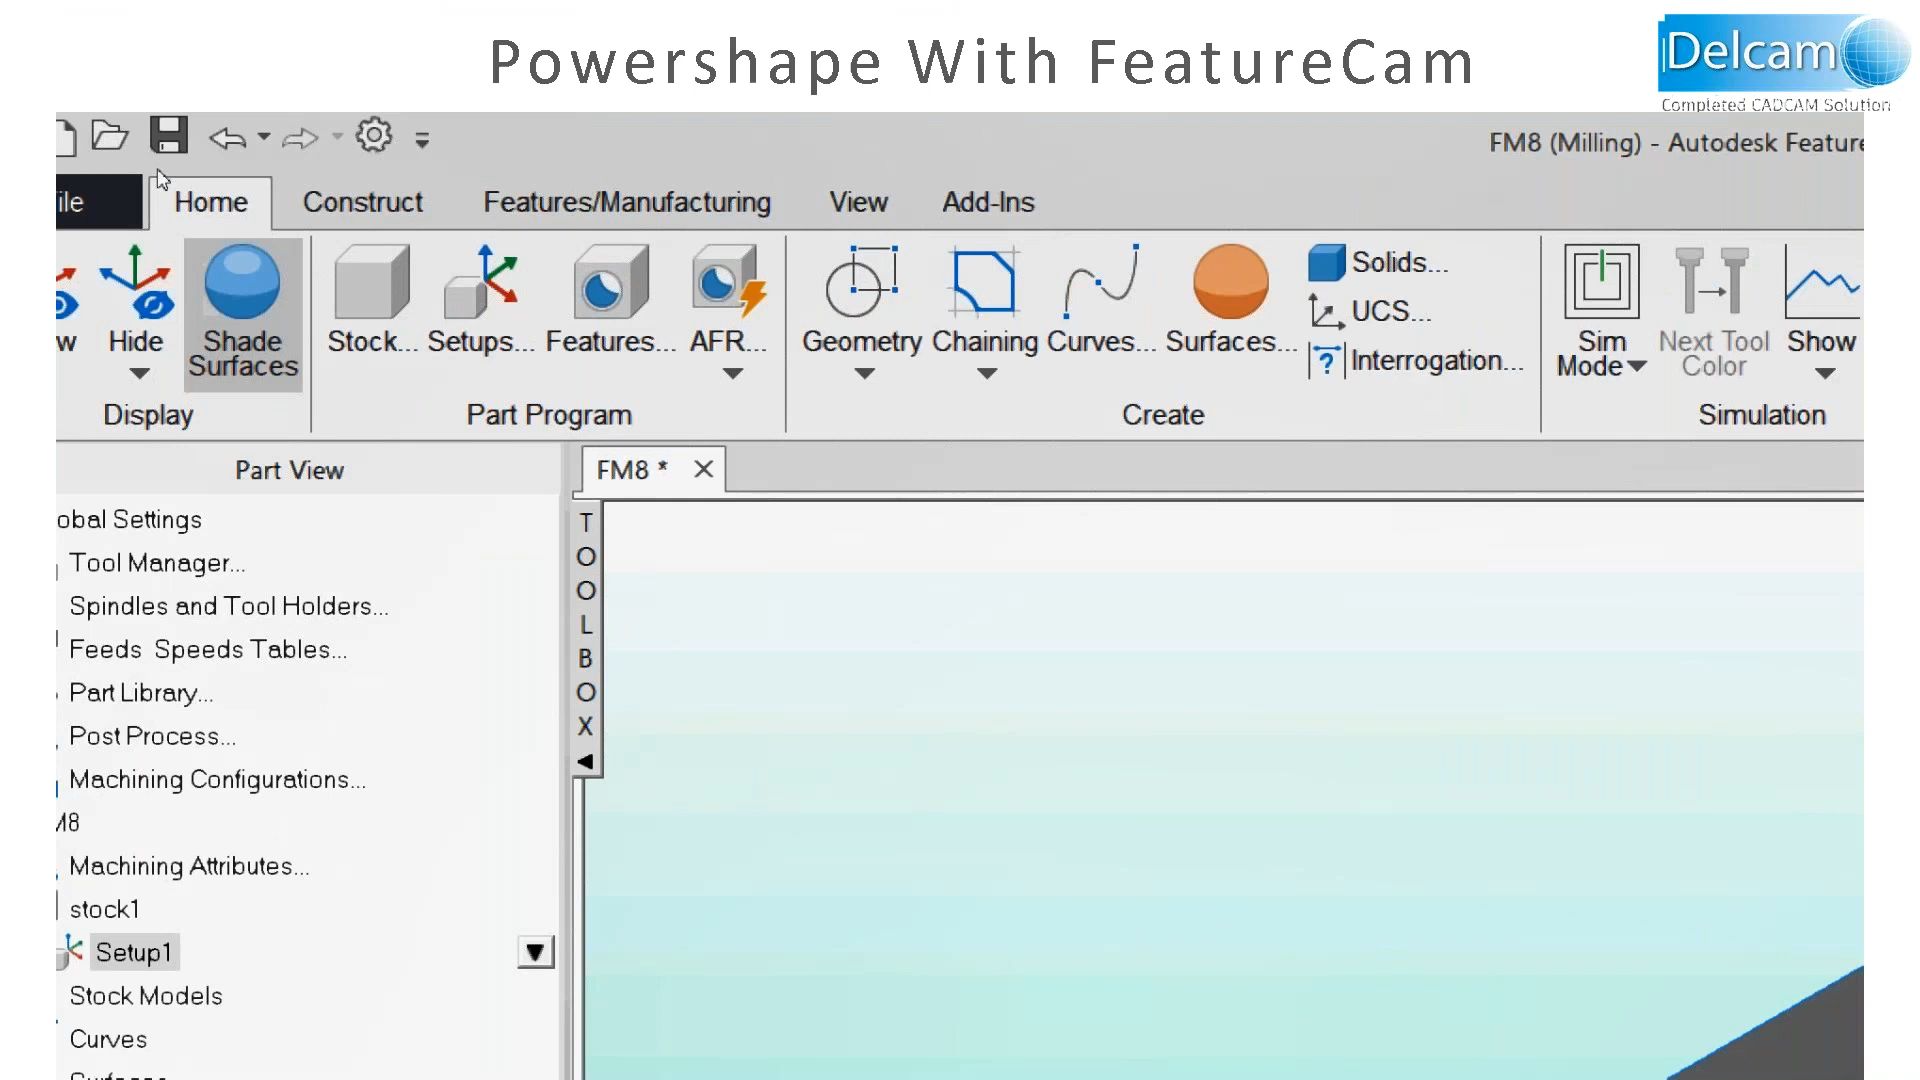 Powershape With FeatureCam
Delcam
Completed CADCAM Solution
FM8 (Milling) - Autodesk Feature
ile
Home
Construct
Features/Manufacturing
View
Add-Ins
w
Hide
Shade
Surfaces
Stock...
Setups...
Features...
AFR...
Geometry
Chaining
Curves...
Surfaces...
Solids...
UCS...
Interrogation...
Sim
Mode
Next Tool
Color
Show
Display
Part Program
Create
Simulation
Part View
FM8 *
obal Settings
Tool Manager...
Spindles and Tool Holders...
Feeds Speeds Tables...
Part Library...
Post Process...
Machining Configurations...
M8
Machining Attributes...
stock1
Setup1
Stock Models
Curves
TOOLBOX